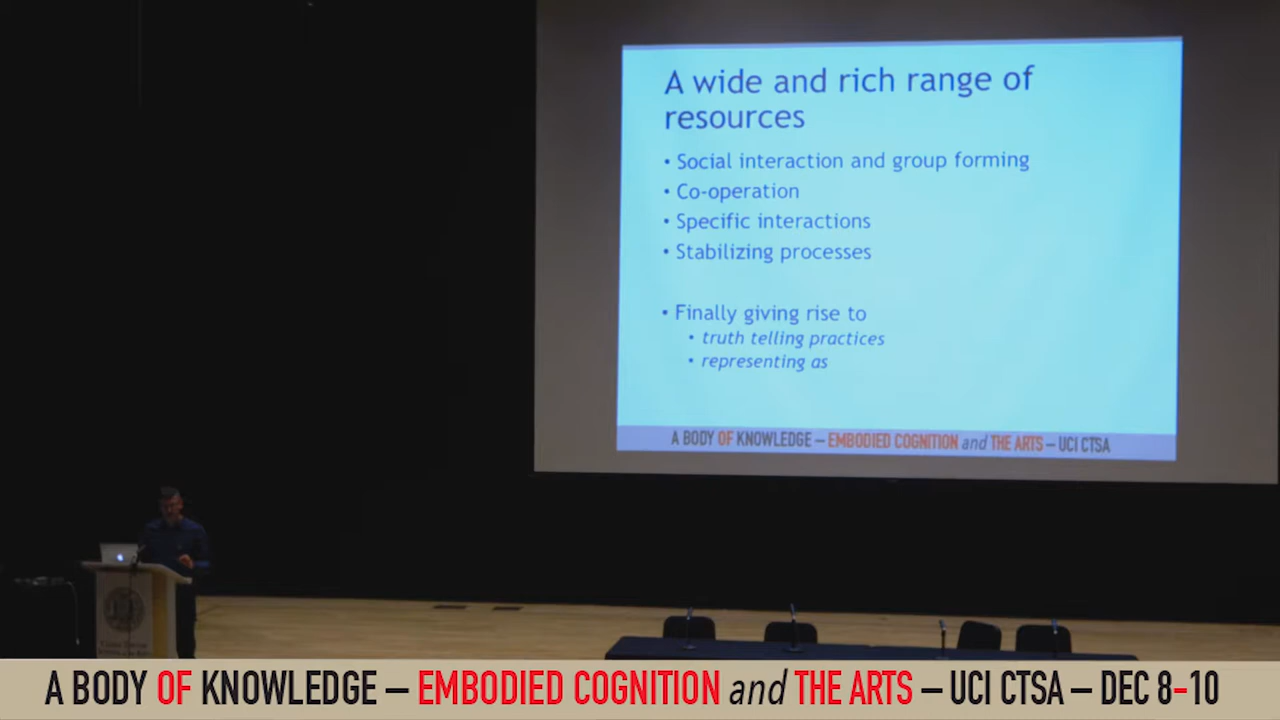 A wide and rich range of
resources
• Social interaction and group forming
• Co-operation
• Specific interactions
• Stabilizing processes
• Finally giving rise to
• truth telling practices
• representing as
A BODY OF KNOWLEDGE – EMBODIED COGNITION and THE ARTS – UCI CTSA
A BODY OF KNOWLEDGE – EMBODIED COGNITION and THE ARTS – UCI CTSA – DEC 8-10